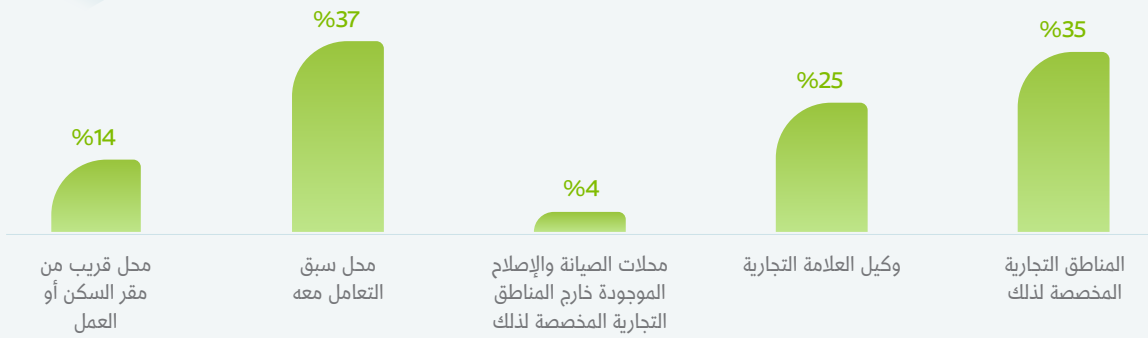 %35
المناطق التجارية
المخصصة لذلك
%25
وكيل العلامة التجارية
%4
محلات الصيانة والإصلاح
الموجودة خارج المناطق
التجارية المخصصة لذلك
%37
محل سبق
التعامل معه
%14
محل قريب من
مقر السكن أو
العمل